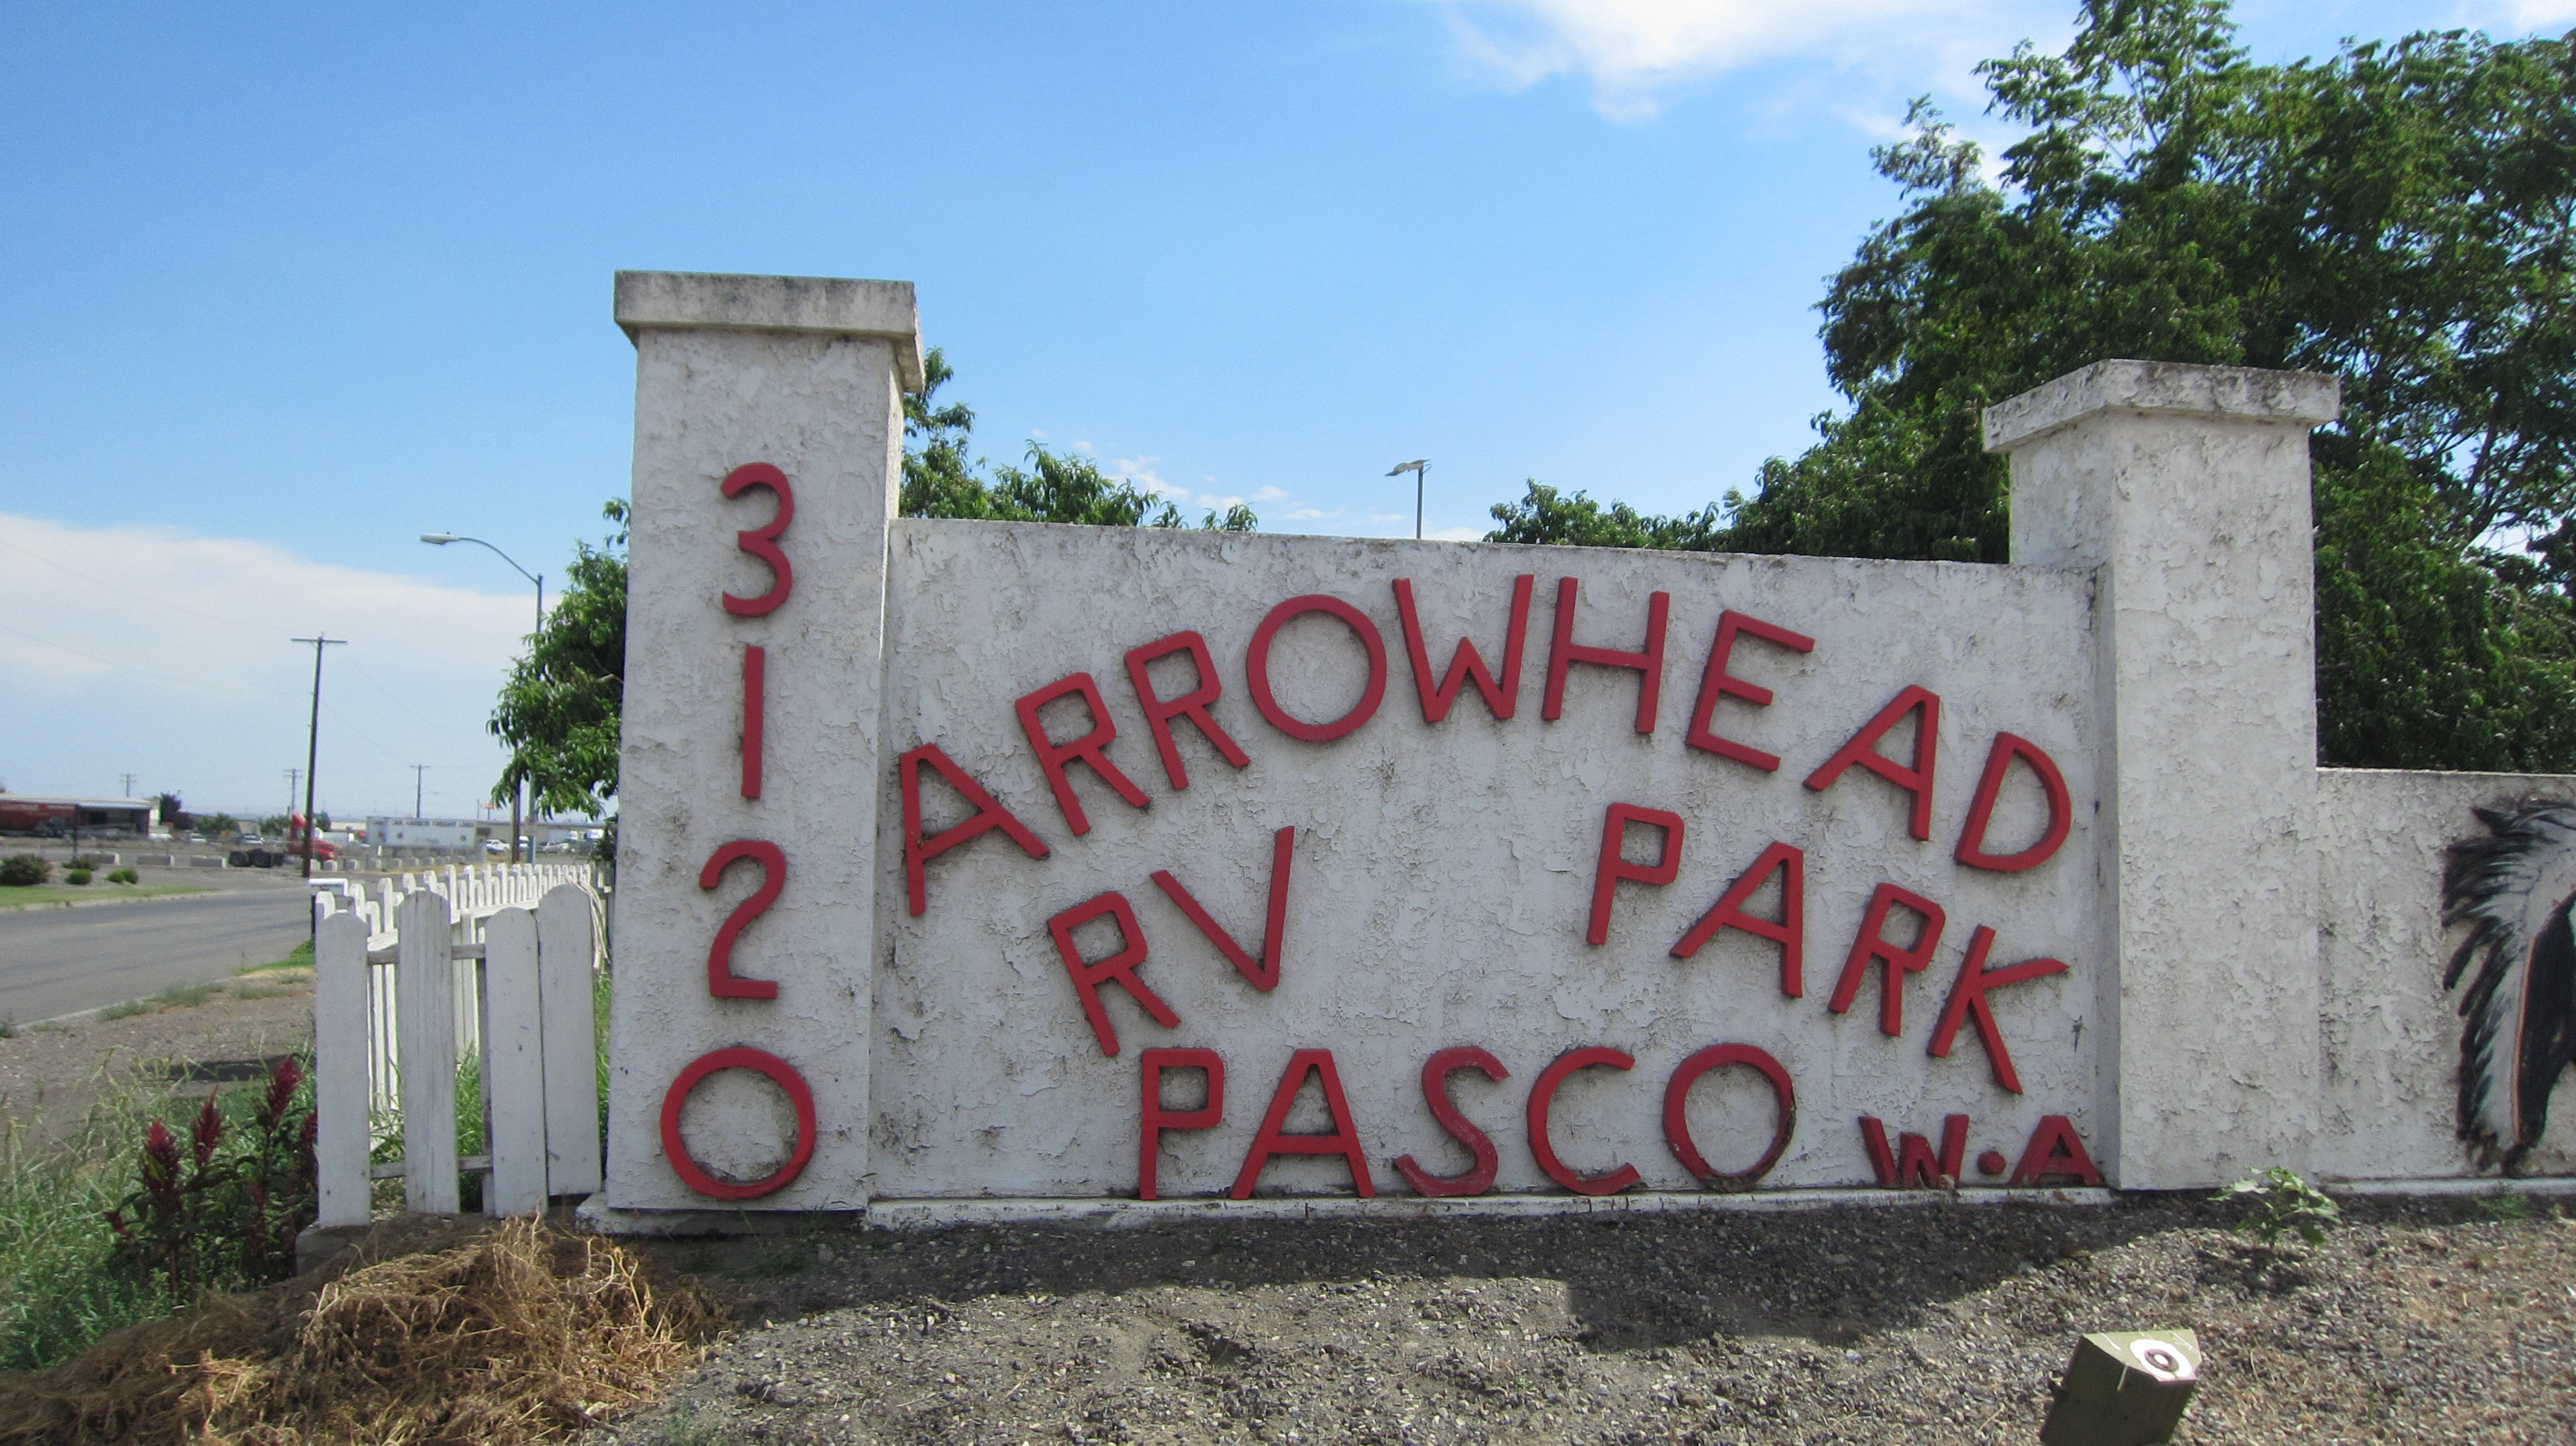 3120
ARROWHEAD
RV PARK
PASCO W.A